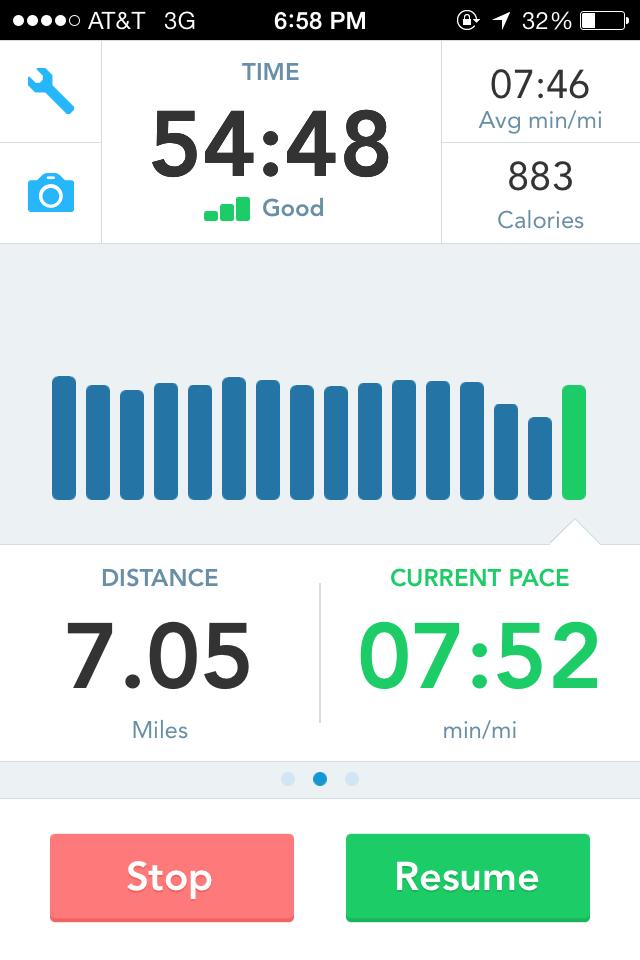 AT&T 3G 6:58 PM 32%
TIME
54:48
Good
07:46
Avg min/mi
883
Calories
DISTANCE
7.05
Miles
CURRENT PACE
07:52
min/mi
Stop
Resume